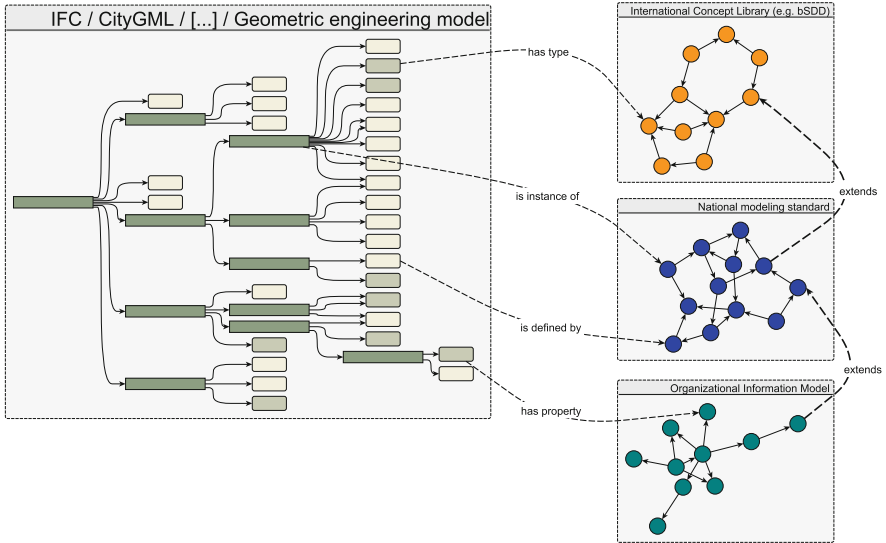 IFC / CityGML / [...] / Geometric engineering model
International Concept Library (e.g. bSDD)
has type
is instance of
extends
National modeling standard
is defined by
extends
Organizational Information Model
has property